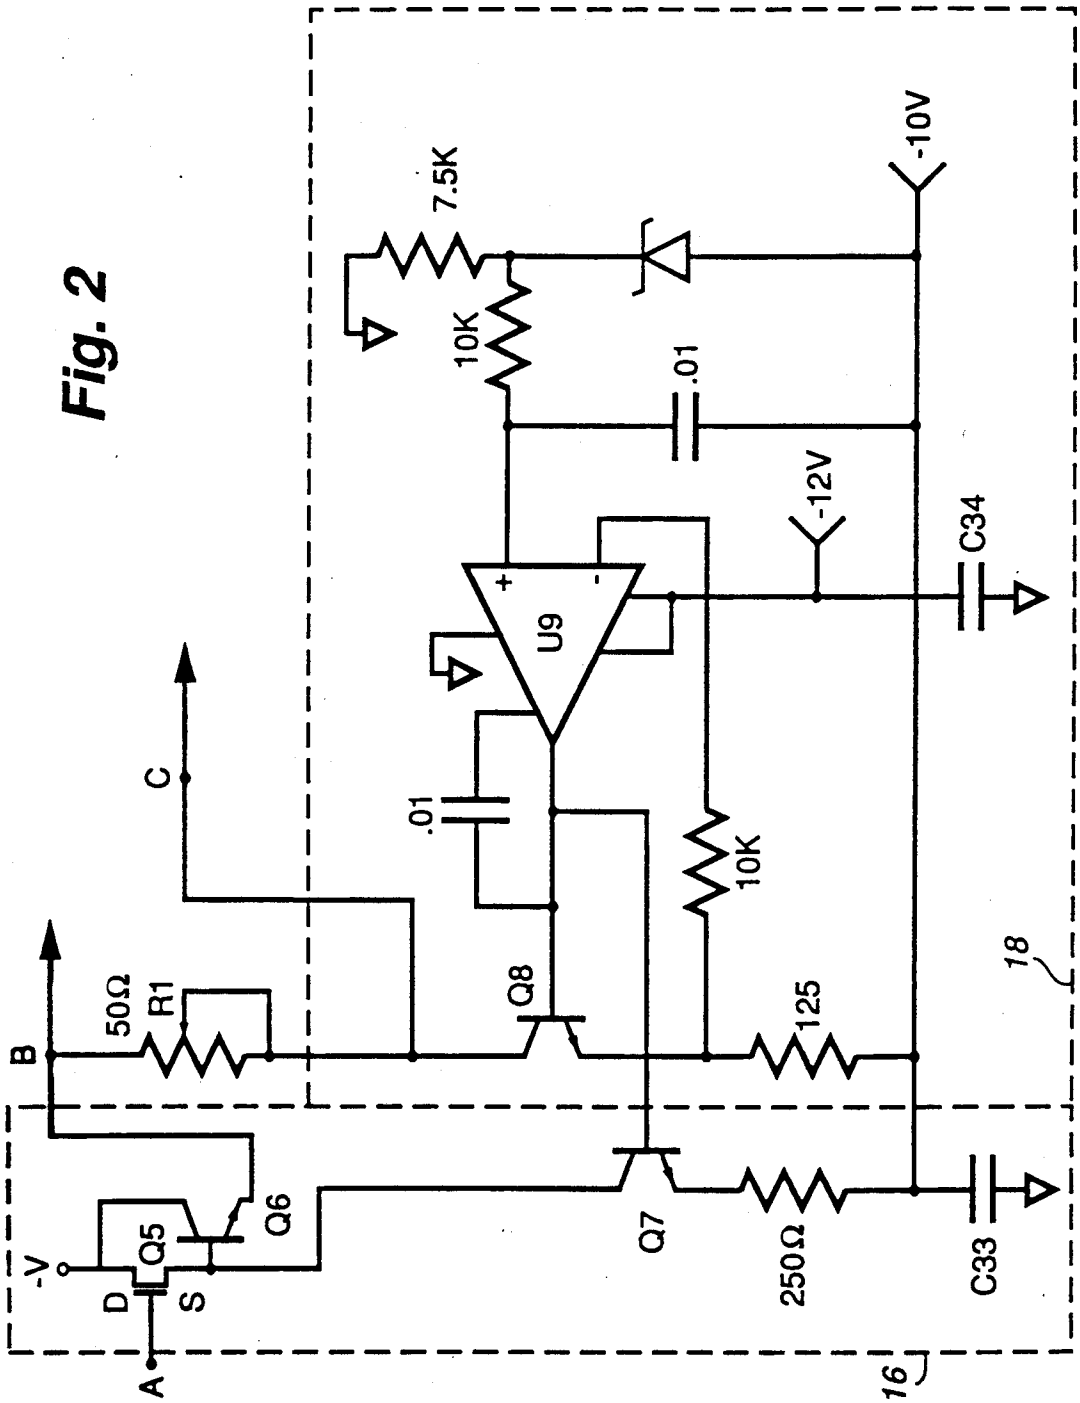 Fig. 2
A
-V
D
Q5
S
Q6
B
50Ω
R1
C
Q7
250Ω
C33
Q8
125
10K
.01
U9
+
-
-12V
C34
.01
10K
7.5K
-10V
16
18